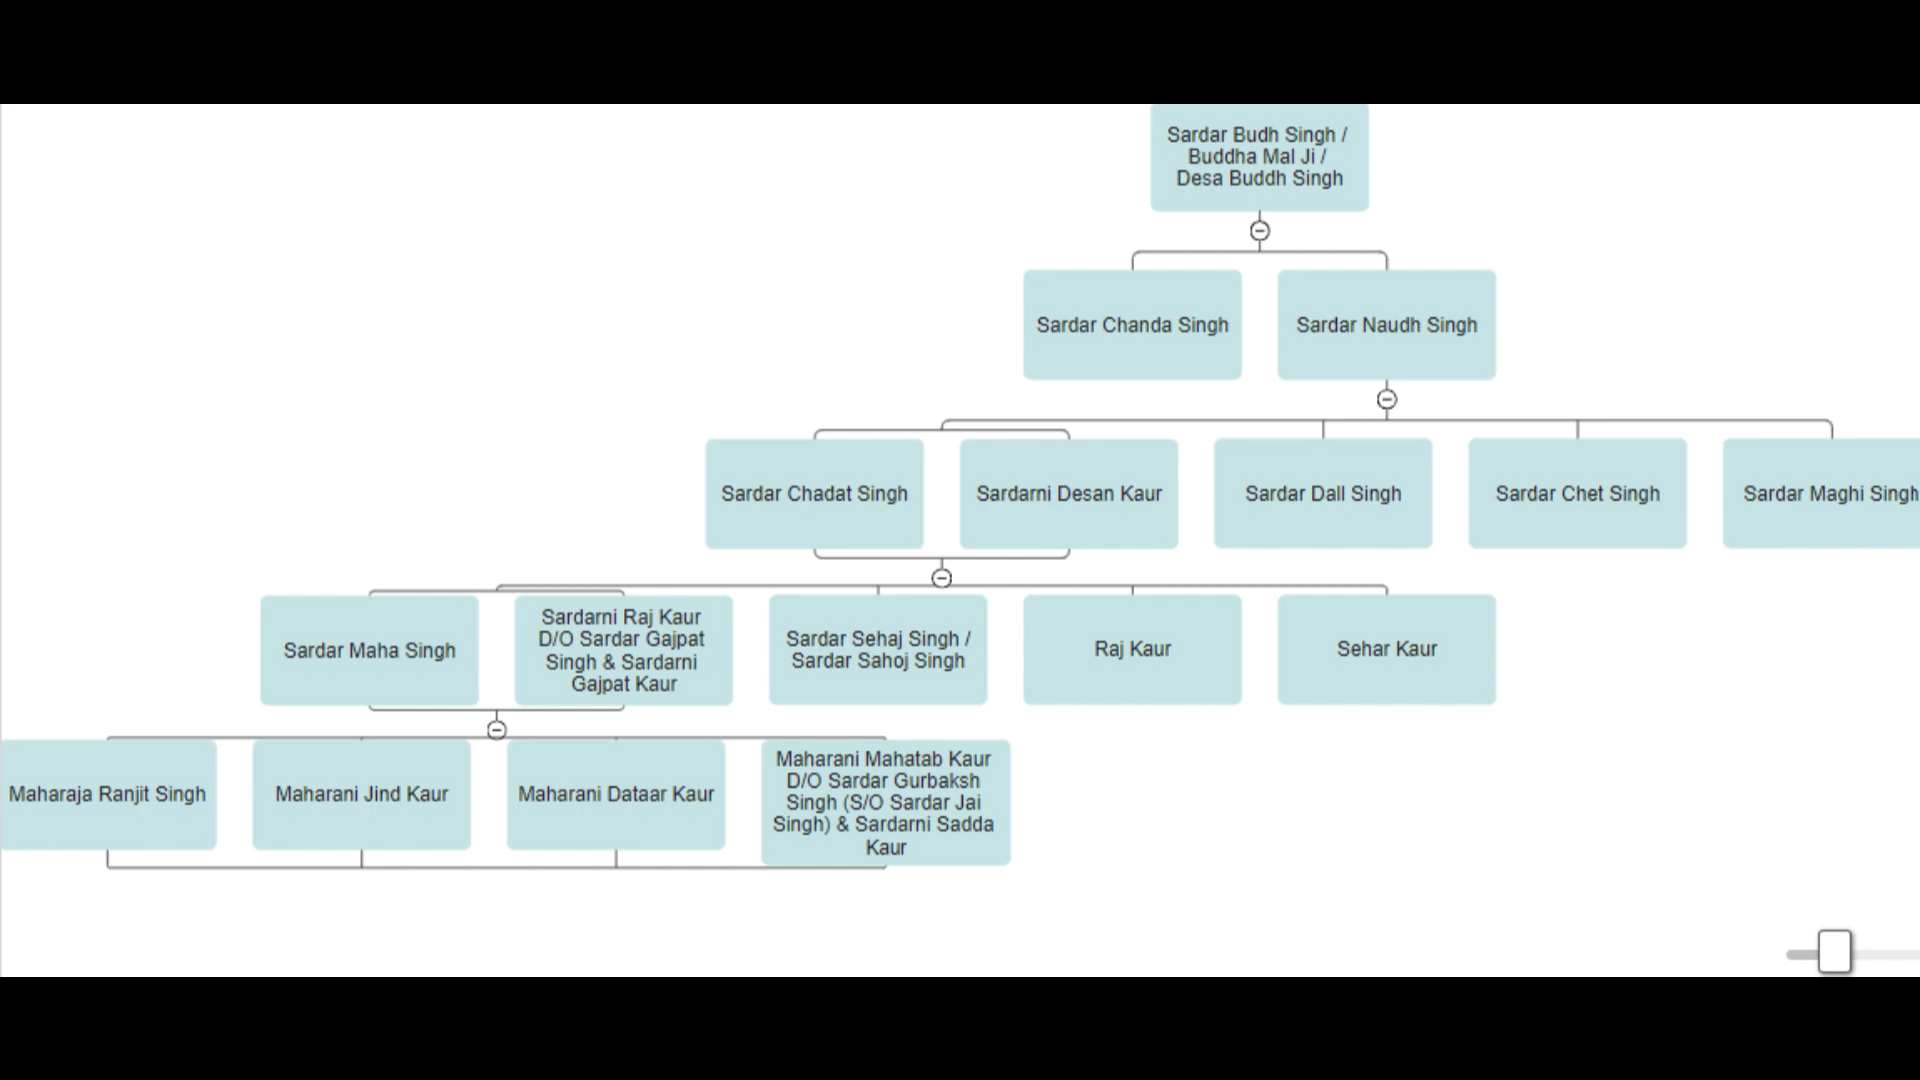 Sardar Budh Singh /
Buddha Mal Ji /
Desa Buddh Singh
Sardar Chanda Singh
Sardar Naudh Singh
Sardar Chadat Singh
Sardarni Desan Kaur
Sardar Dall Singh
Sardar Chet Singh
Sardar Maghi Singh
Sardar Maha Singh
Sardarni Raj Kaur
D/O Sardar Gajpat
Singh & Sardarni
Gajpat Kaur
Sardar Sehaj Singh /
Sardar Sahoj Singh
Raj Kaur
Sehar Kaur
Maharaja Ranjit Singh
Maharani Jind Kaur
Maharani Dataar Kaur
Maharani Mahatab Kaur
D/O Sardar Gurbaksh
Singh (S/O Sardar Jai
Singh) & Sardarni Sadda
Kaur